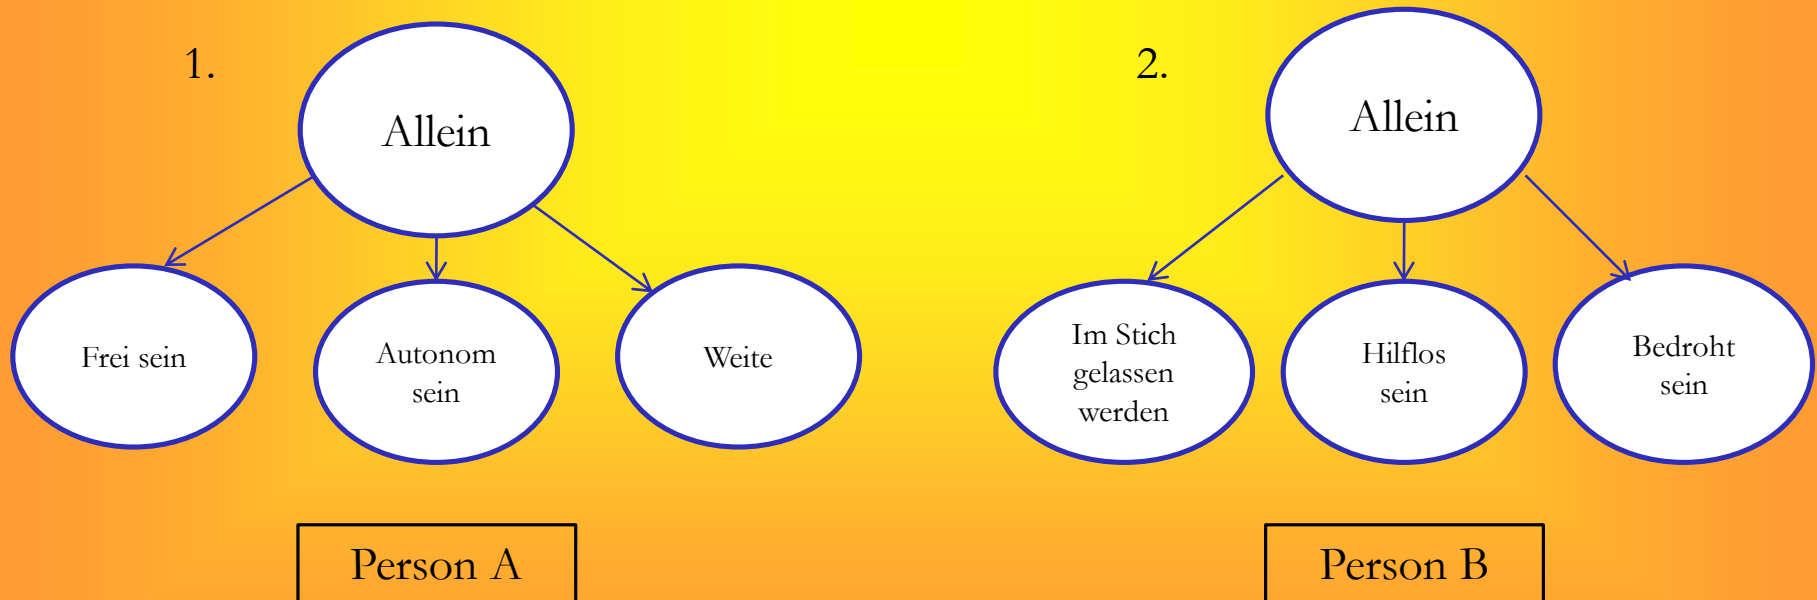 1.
Allein
Frei sein
Autonom
sein
Weite
Person A
2.
Allein
Im Stich
gelassen
werden
Hilflos
sein
Bedroht
sein
Person B